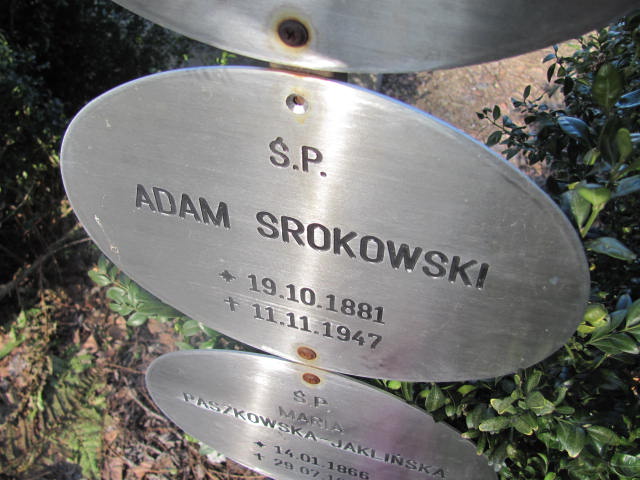 Ś.P.
ADAM SROKOWSKI
✦ 19.10.1881
✝ 11.11.1947
Ś.P.
MARIA
PASZKOWSKA-JAKLIŃSKA
✦ 14.01.1866